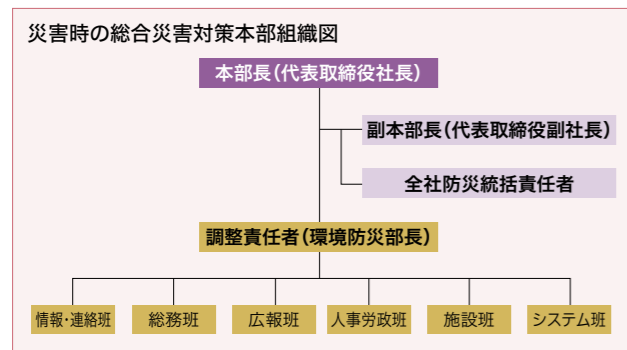 災害時の総合災害対策本部組織図
本部長(代表取締役社長)
副本部長(代表取締役副社長)
全社防災統括責任者
調整責任者(環境防災部長)
情報・連絡班
総務班
広報班
人事労政班
施設班
システム班